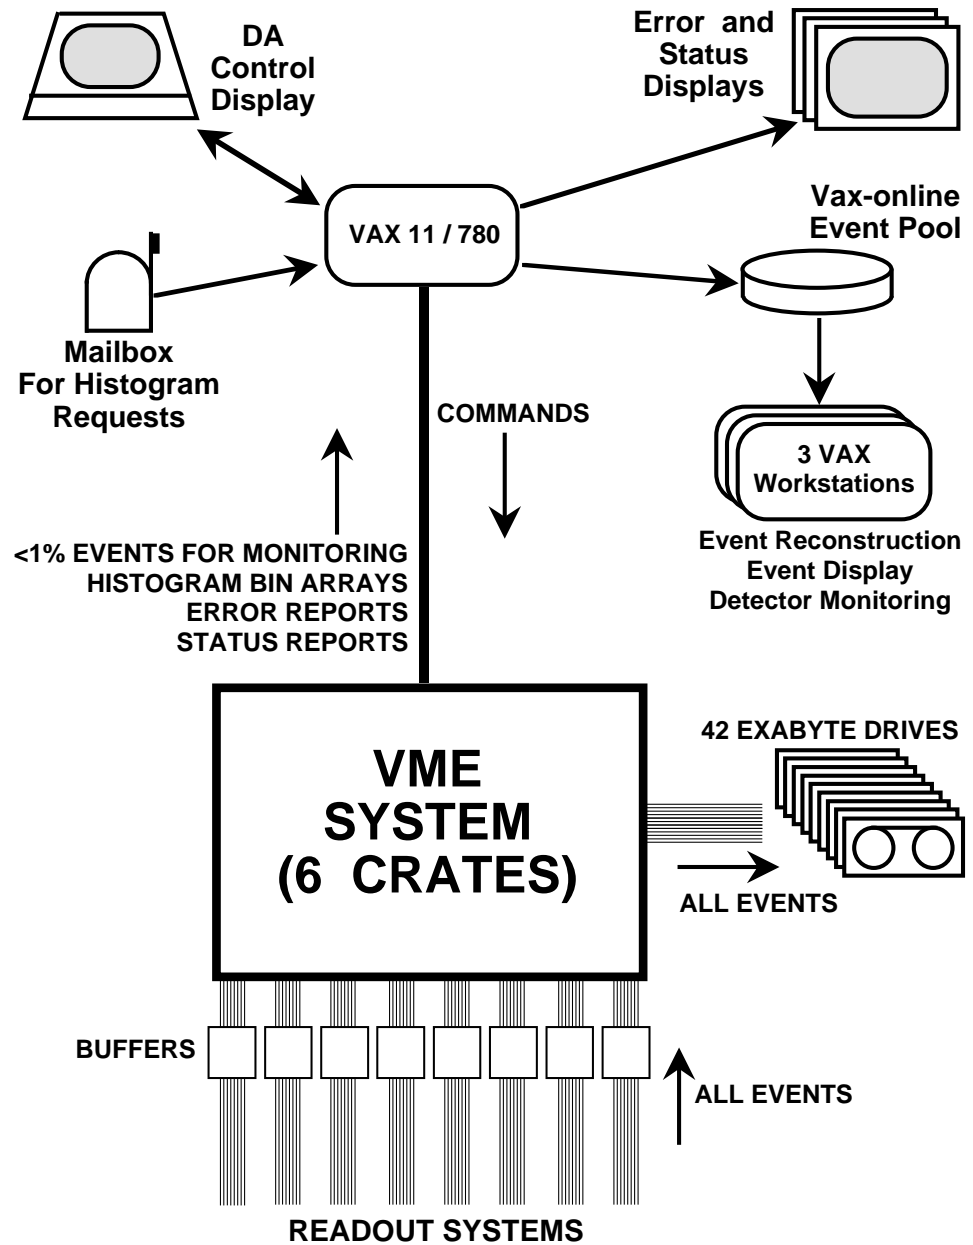 DA
Control
Display
Error and
Status
Displays
VAX 11 / 780
Vax-online
Event Pool
Mailbox
For Histogram
Requests
COMMANDS
3 VAX
Workstations
Event Reconstruction
Event Display
Detector Monitoring
<1% EVENTS FOR MONITORING
HISTOGRAM BIN ARRAYS
ERROR REPORTS
STATUS REPORTS
VME
SYSTEM
(6 CRATES)
42 EXABYTE DRIVES
ALL EVENTS
BUFFERS
ALL EVENTS
READOUT SYSTEMS